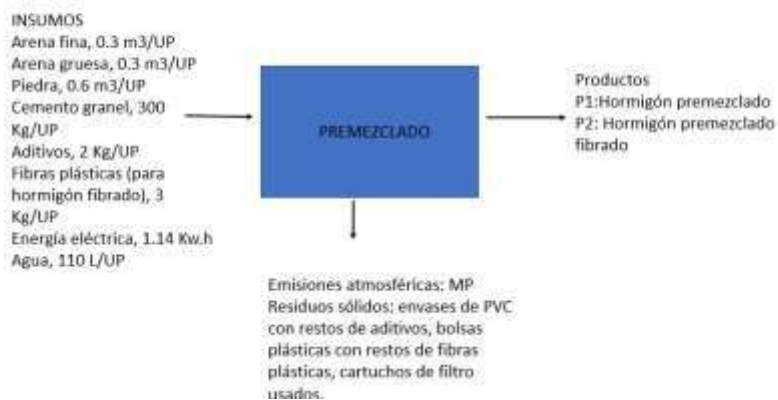 INSUMOS
Arena fina, 0.3 m3/UP
Arena gruesa, 0.3 m3/UP
Piedra, 0.6 m3/UP
Cemento granel, 300
Kg/UP
Aditivos, 2 Kg/UP
Fibras plásticas (para
hormigón fibrado), 3
Kg/UP
Energía eléctrica, 1.14 Kw.h
Agua, 110 L/UP
PREMEZCLADO
Productos
P1:Hormigón premezclado
P2: Hormigón premezclado
fibrado
Emisiones atmosféricas: MP
Residuos sólidos: envases de PVC
con restos de aditivos, bolsas
plásticas con restos de fibras
plásticas, cartuchos de filtro
usados.